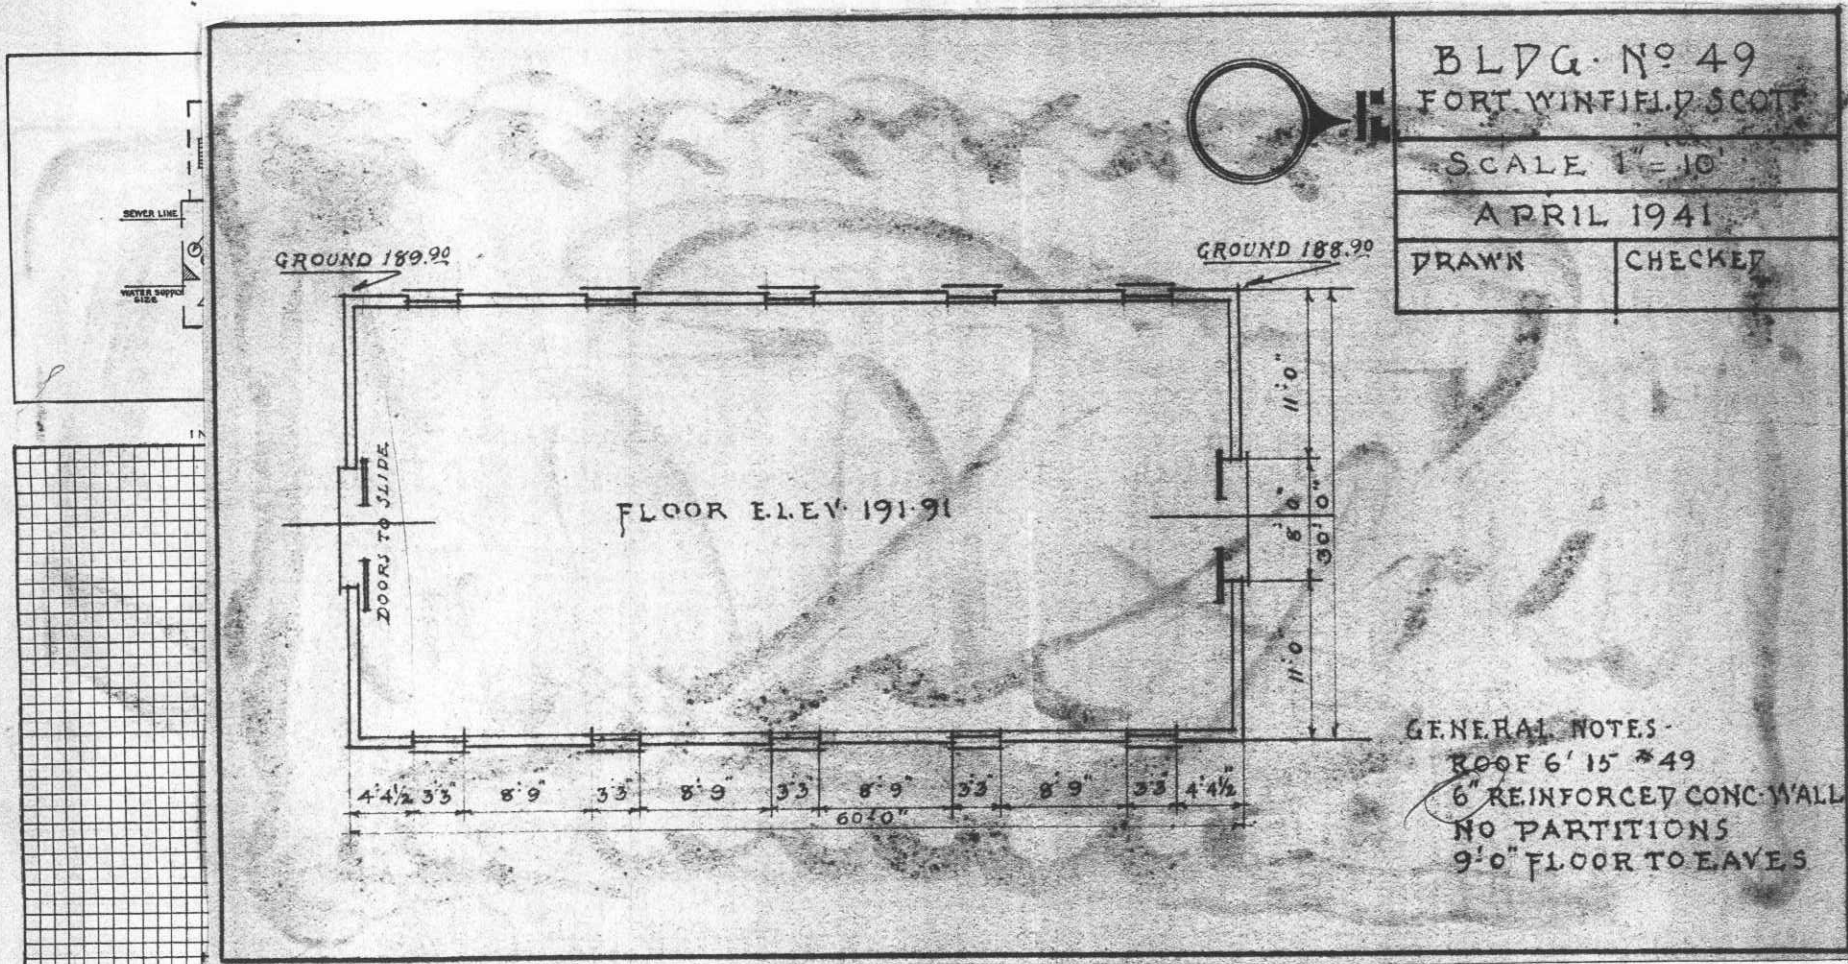 BLDG. Nº 49
FORT WINFIELD SCOTT
SCALE 1" = 10'
APRIL 1941
DRAWN
CHECKED
SEWER LINE
WATER SUPPLY
SIZE
GROUND 189.90
GROUND 188.90
DOORS TO SLIDE
FLOOR ELEV. 191.91
11'-0"
8'-0"
30'-0"
11'-0
4'-4½ 3'-3" 8'-9" 3'-3" 8'-9" 3'-3" 8'-9" 3'-3" 8'-9" 3'-3" 4'-4½"
60'-0"
GENERAL NOTES-
ROOF 6' 15 #49
6" REINFORCED CONC. WALL
NO PARTITIONS
9'-0" FLOOR TO EAVES